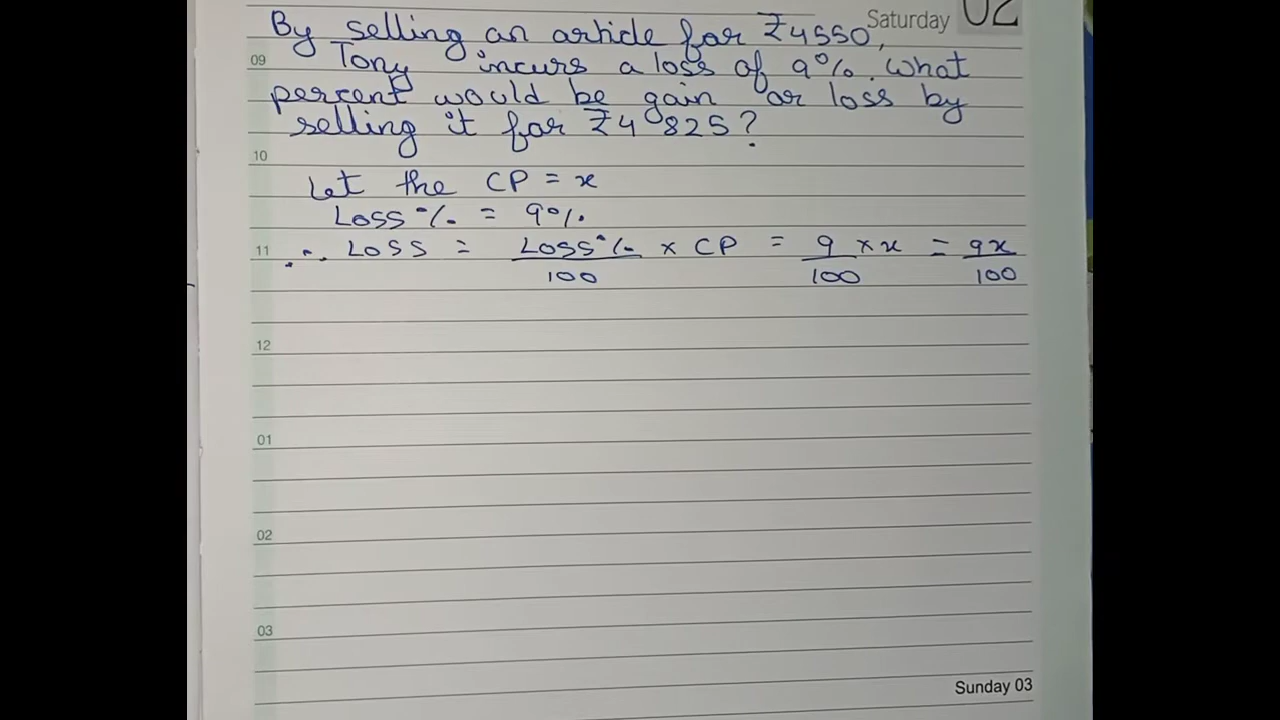 Saturday 02
By selling an article for ₹4550,
09
Tony incurs a loss of 9%. What
percent would be gain or loss by
selling it for ₹4825?
10
Let the CP = x
Loss % = 9%.
11
∴ Loss = Loss%/100 × CP = 9/100 × x = 9x/100
12
01
02
03
Sunday 03